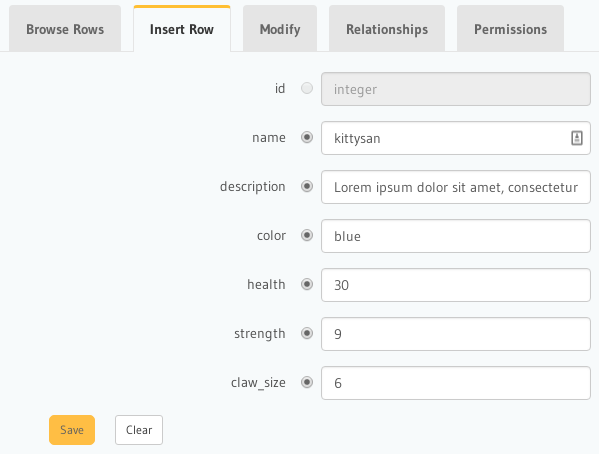 Browse Rows Insert Row Modify Relationships Permissions
id integer
name kittysan
description Lorem ipsum dolor sit amet, consectetur
color blue
health 30
strength 9
claw_size 6
Save Clear